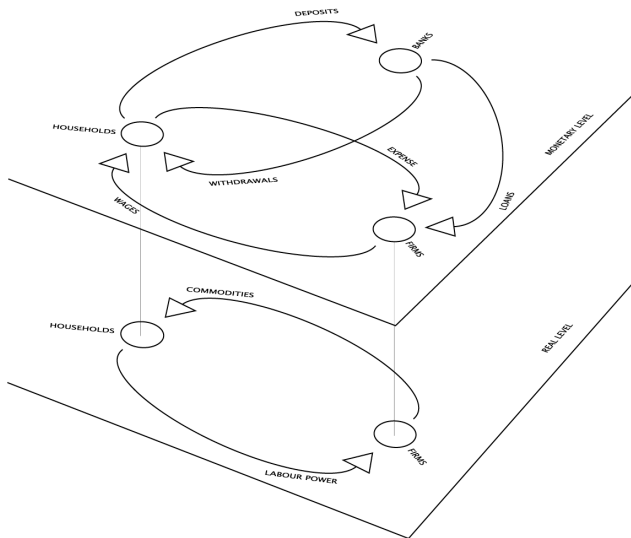 DEPOSITS
BANKS
HOUSEHOLDS
MONETARY LEVEL
EXPENSE
WITHDRAWALS
LOANS
WAGES
FIRMS
COMMODITIES
HOUSEHOLDS
REAL LEVEL
FIRMS
LABOUR POWER